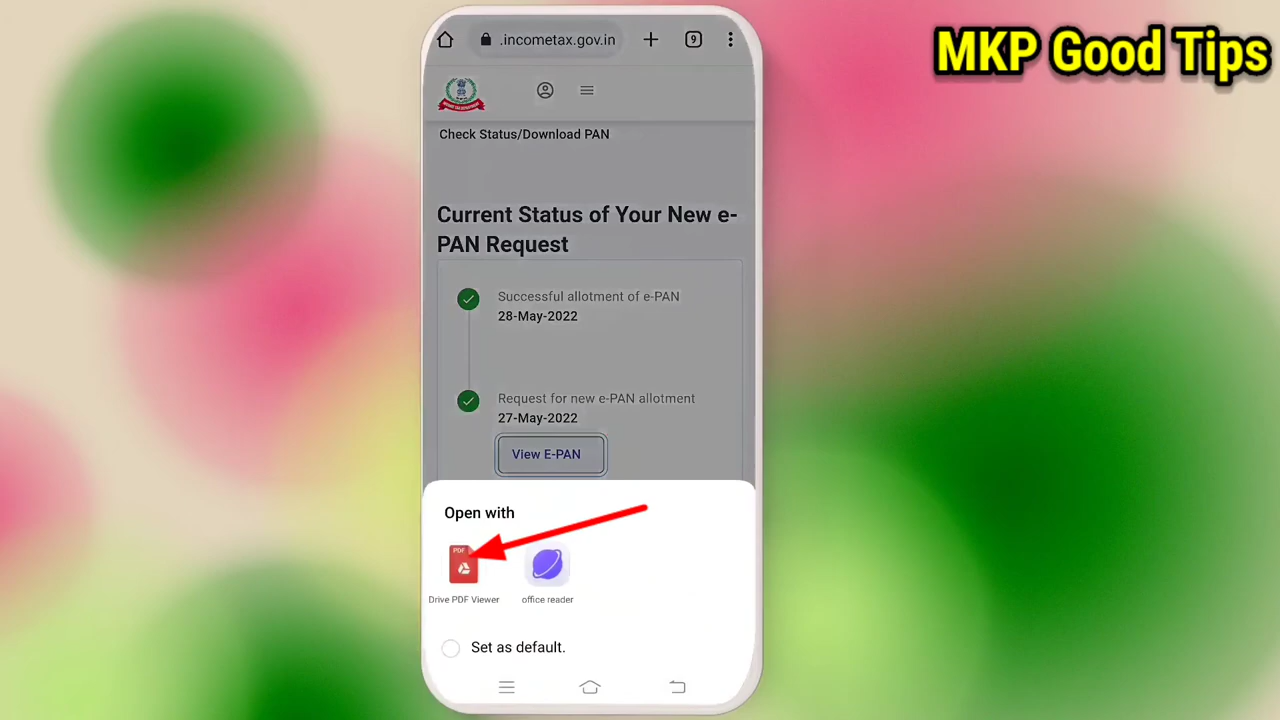 MKP Good Tips
.incometax.gov.in
9
Check Status/Download PAN
Current Status of Your New e-
PAN Request
Successful allotment of e-PAN
28-May-2022
Request for new e-PAN allotment
27-May-2022
View E-PAN
Open with
PDF
Drive PDF Viewer
office reader
Set as default.